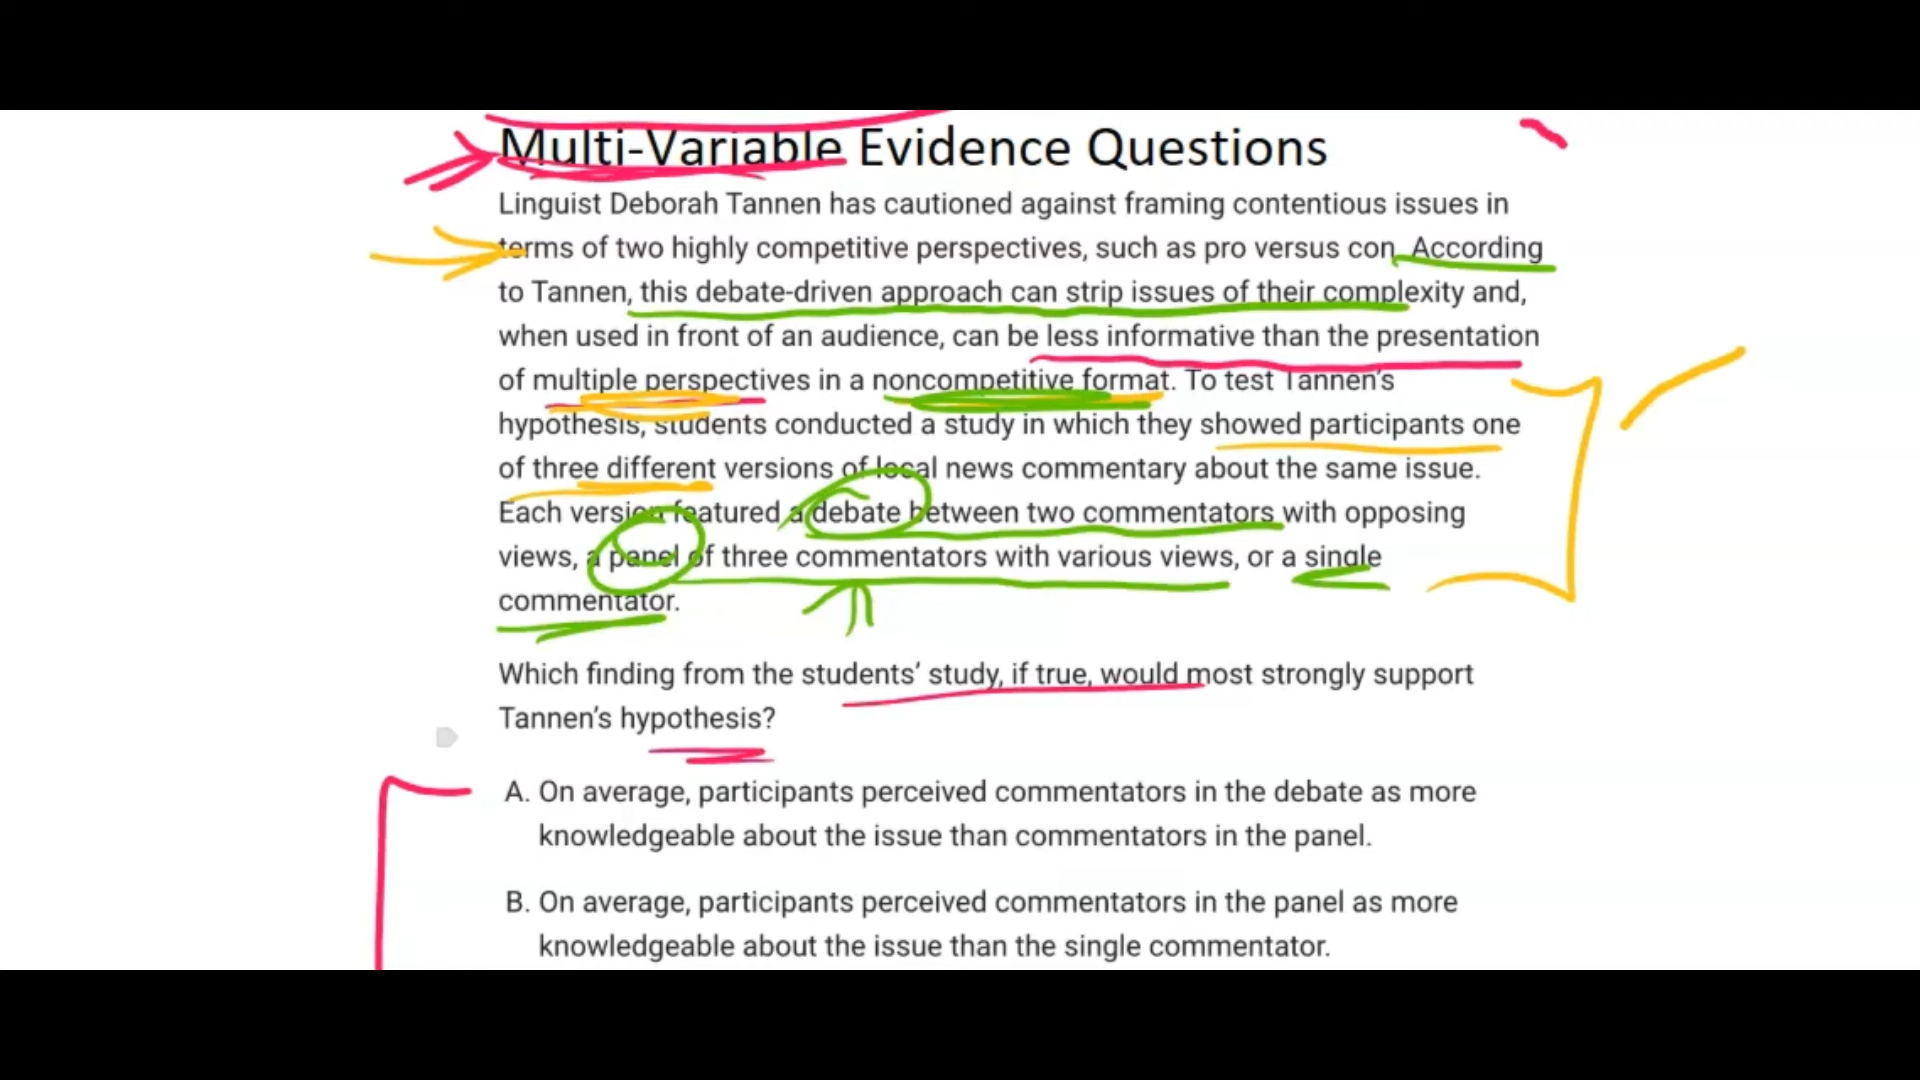 Multi-Variable Evidence Questions
Linguist Deborah Tannen has cautioned against framing contentious issues in
terms of two highly competitive perspectives, such as pro versus con. According
to Tannen, this debate-driven approach can strip issues of their complexity and,
when used in front of an audience, can be less informative than the presentation
of multiple perspectives in a noncompetitive format. To test Tannen's
hypothesis, students conducted a study in which they showed participants one
of three different versions of local news commentary about the same issue.
Each version featured a debate between two commentators with opposing
views, a panel of three commentators with various views, or a single
commentator.
Which finding from the students' study, if true, would most strongly support
Tannen's hypothesis?
A. On average, participants perceived commentators in the debate as more
knowledgeable about the issue than commentators in the panel.
B. On average, participants perceived commentators in the panel as more
knowledgeable about the issue than the single commentator.